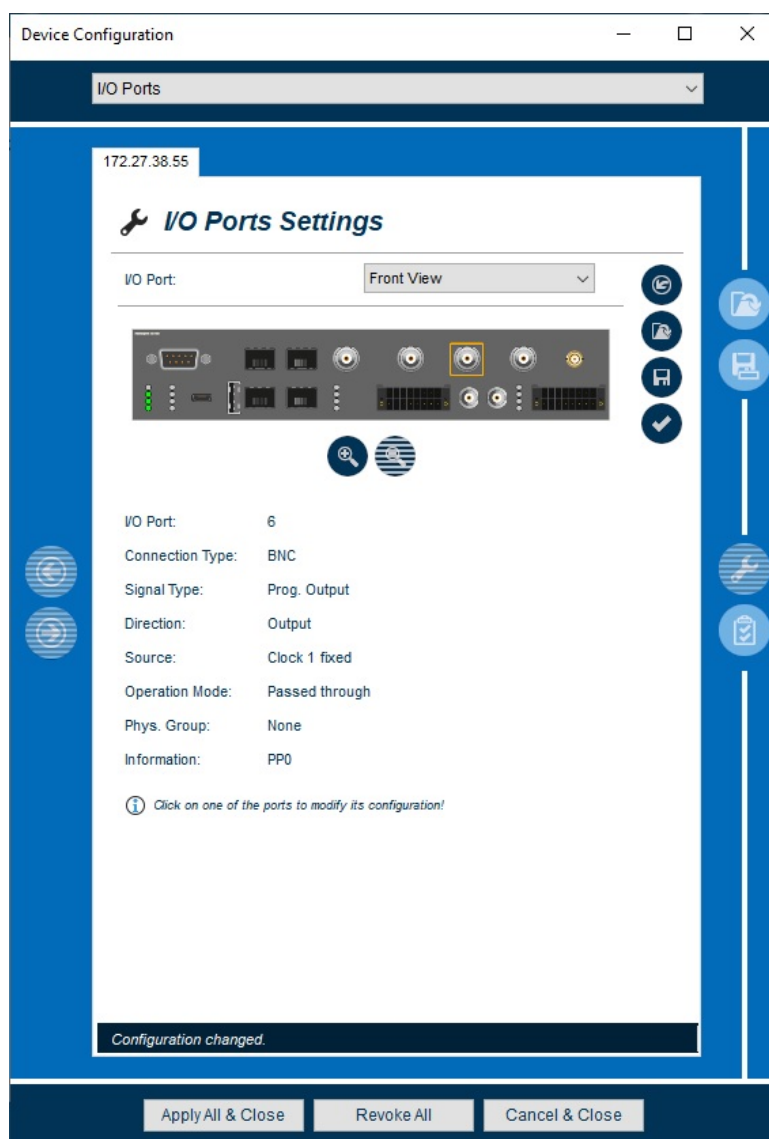 Device Configuration
I/O Ports
172.27.38.55
I/O Ports Settings
I/O Port: Front View
I/O Port: 6
Connection Type: BNC
Signal Type: Prog. Output
Direction: Output
Source: Clock 1 fixed
Operation Mode: Passed through
Phys. Group: None
Information: PP0
Click on one of the ports to modify its configuration!
Configuration changed.
Apply All & Close Revoke All Cancel & Close